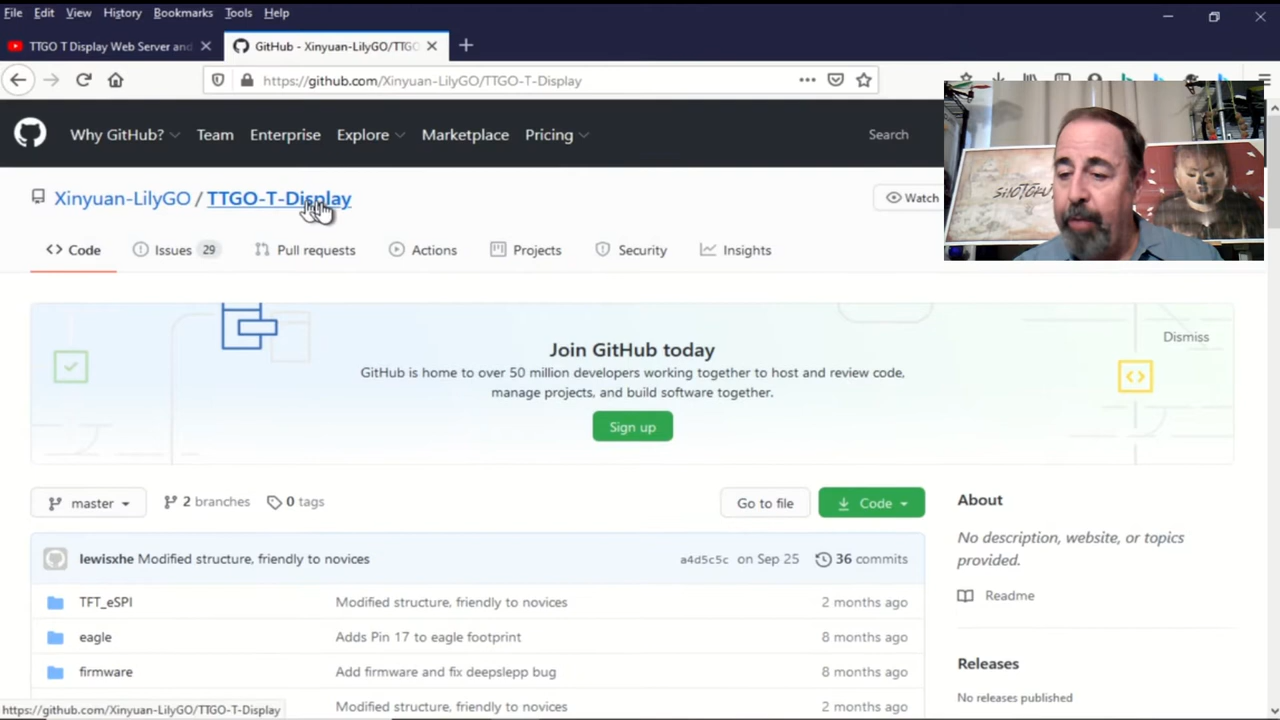 File Edit View History Bookmarks Tools Help
TTGO T Display Web Server and
GitHub - Xinyuan-LilyGO/TTGO
https://github.com/Xinyuan-LilyGO/TTGO-T-Display
Why GitHub? Team Enterprise Explore Marketplace Pricing Search
Xinyuan-LilyGO / TTGO-T-Display
Watch
Code Issues 29 Pull requests Actions Projects Security Insights
Join GitHub today
Dismiss
GitHub is home to over 50 million developers working together to host and review code,
manage projects, and build software together.
Sign up
master 2 branches 0 tags Go to file Code
About
No description, website, or topics
provided.
Readme
Releases
No releases published
lewisxhe Modified structure, friendly to novices a4d5c5c on Sep 25 36 commits
TFT_eSPI Modified structure, friendly to novices 2 months ago
eagle Adds Pin 17 to eagle footprint 8 months ago
firmware Add firmware and fix deepslepp bug 8 months ago
Modified structure, friendly to novices 2 months ago
https://github.com/Xinyuan-LilyGO/TTGO-T-Display